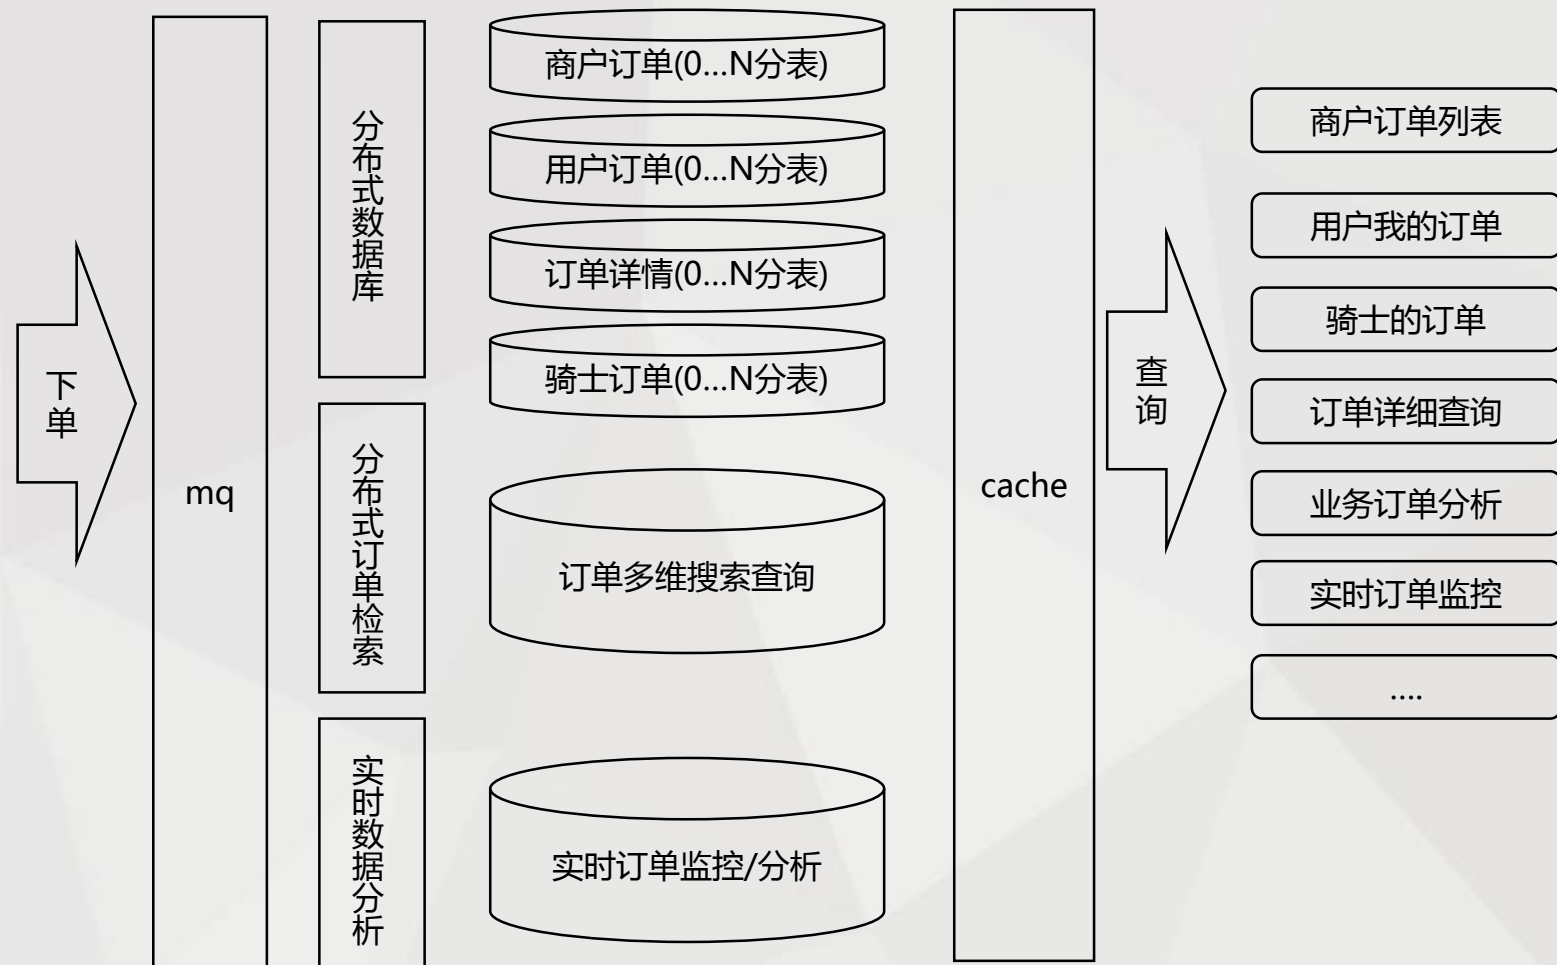 下单
mq
分布式数据库
分布式订单检索
实时数据分析
商户订单(0...N分表)
用户订单(0...N分表)
订单详情(0...N分表)
骑士订单(0...N分表)
订单多维搜索查询
实时订单监控/分析
cache
查询
商户订单列表
用户我的订单
骑士的订单
订单详细查询
业务订单分析
实时订单监控
....